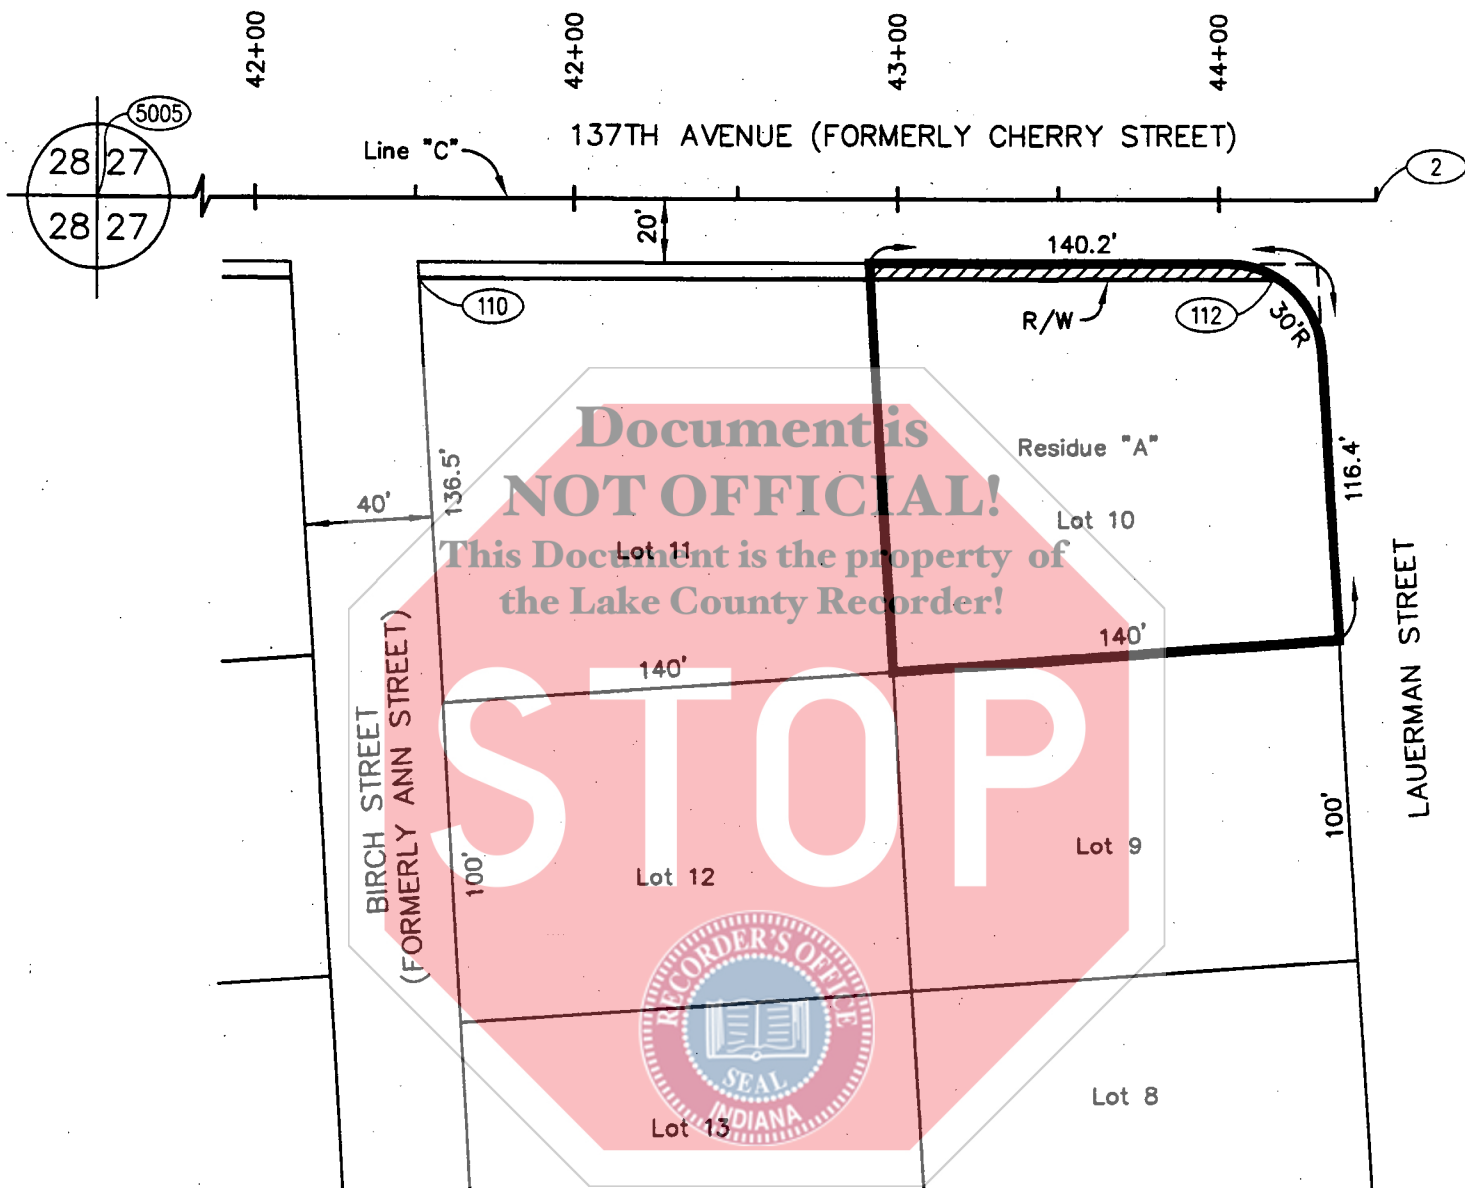 42+00
42+00
43+00
44+00
5005
28 27
28 27
137TH AVENUE (FORMERLY CHERRY STREET)
Line "C"
2
20'
140.2'
110
R/W
112
30'R
Document is
NOT OFFICIAL!
This Document is the property of
the Lake County Recorder!
Residue "A"
Lot 10
Lot 11
136.5'
40'
116.4'
140'
140'
LAUERMAN STREET
BIRCH STREET
(FORMERLY ANN STREET)
STOP
100'
100'
Lot 12
Lot 9
RECORDER'S OFFICE
SEAL
INDIANA
Lot 8
Lot 13